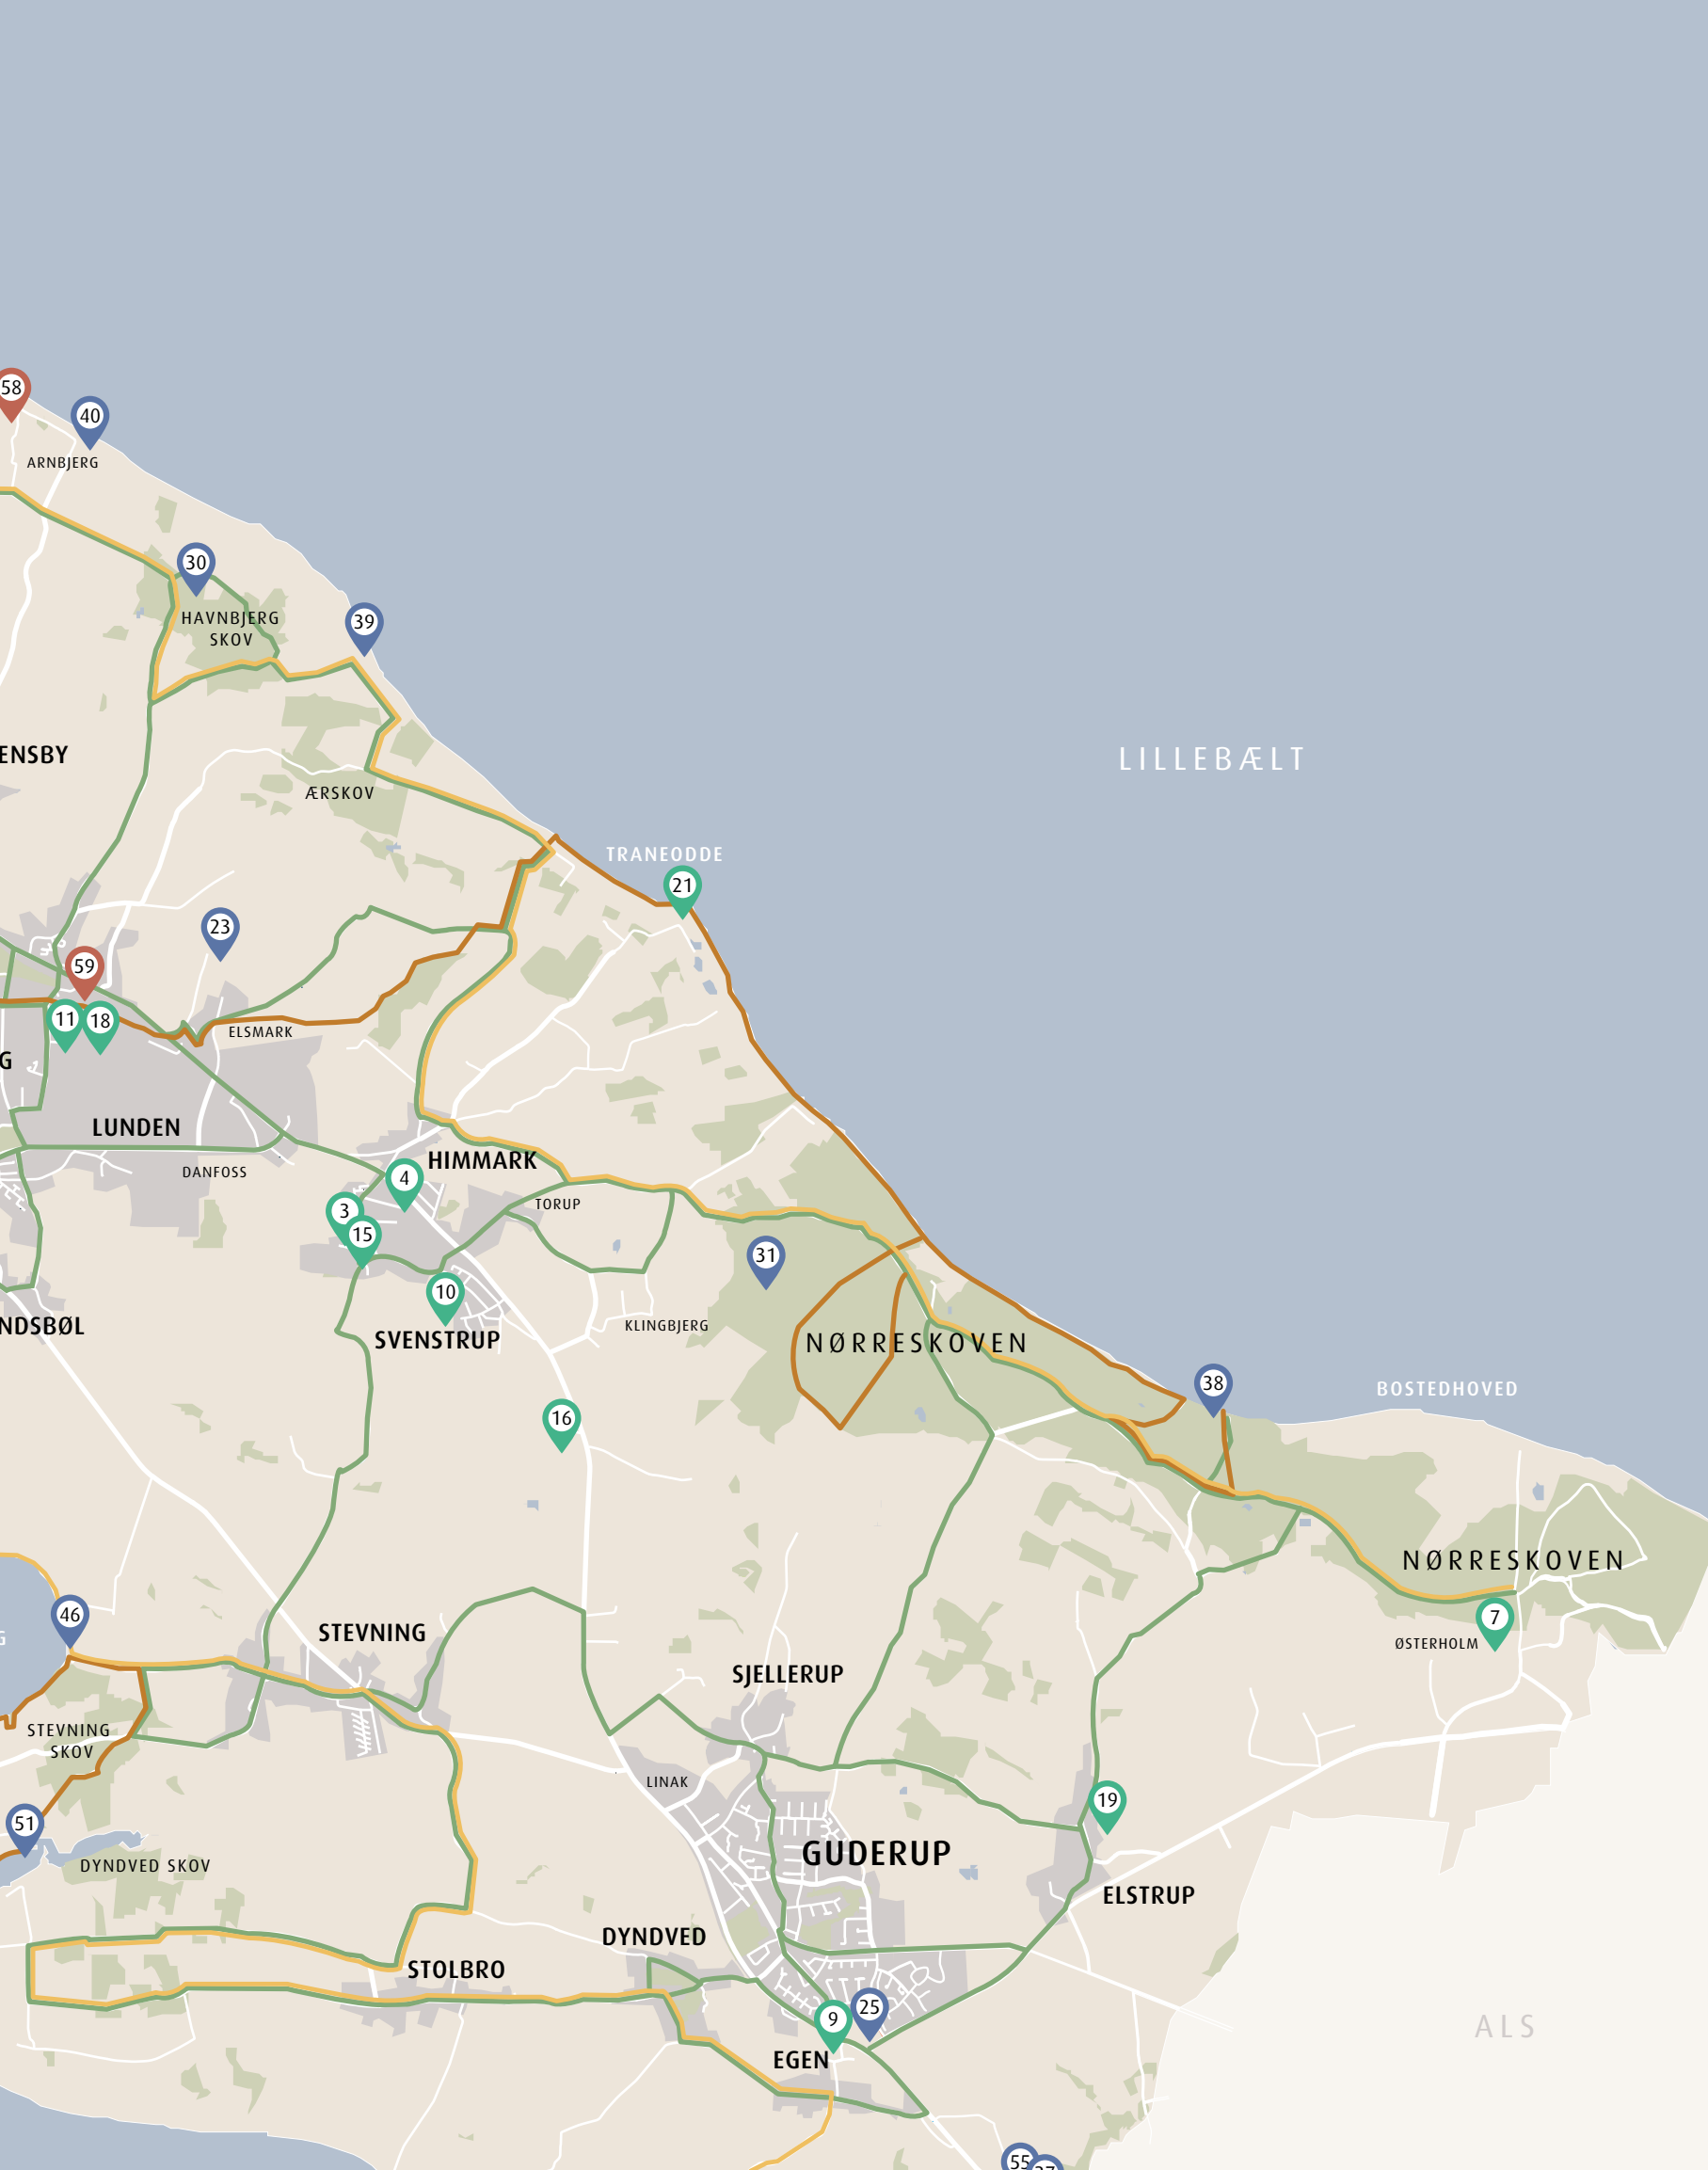 58
40
ARNBJERG
30
HAVNBJERG
SKOV
39
ENSBY
LILLEBÆLT
ÆRSKOV
TRANEODDE
21
23
59
11
18
ELSMARK
G
LUNDEN
HIMMARK
DANFOSS
4
TORUP
3
15
31
10
NDSBØL
SVENSTRUP
KLINGBJERG
NØRRESKOVEN
38
BOSTEDHOVED
16
NØRRESKOVEN
46
STEVNING
7
G
ØSTERHOLM
SJELLERUP
STEVNING
SKOV
LINAK
19
51
GUDERUP
DYNDVED SKOV
ELSTRUP
DYNDVED
STOLBRO
25
9
ALS
EGEN
55